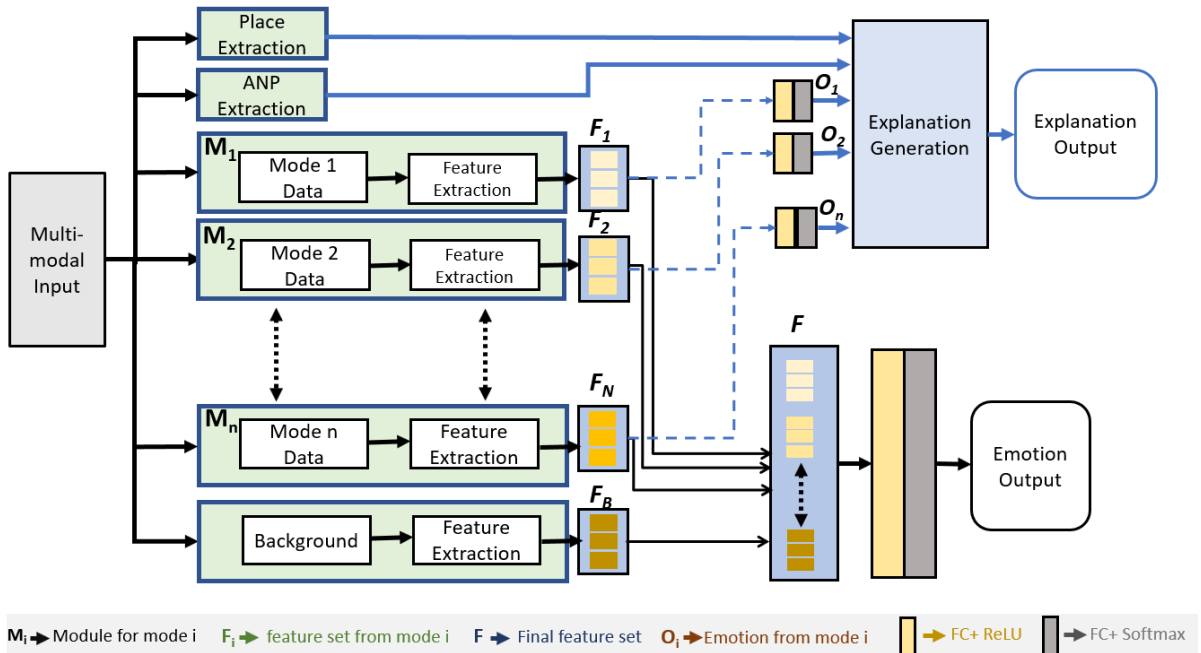 Place
Extraction
ANP
Extraction
M1
Mode 1
Data
Feature
Extraction
F1
M2
Mode 2
Data
Feature
Extraction
F2
Multi-
modal
Input
Mn
Mode n
Data
Feature
Extraction
FN
Background
Feature
Extraction
FB
O1
O2
On
Explanation
Generation
Explanation
Output
F
Emotion
Output
Mi Module for mode i
Fi feature set from mode i
F Final feature set
Oi Emotion from mode i
FC+ ReLU
FC+ Softmax